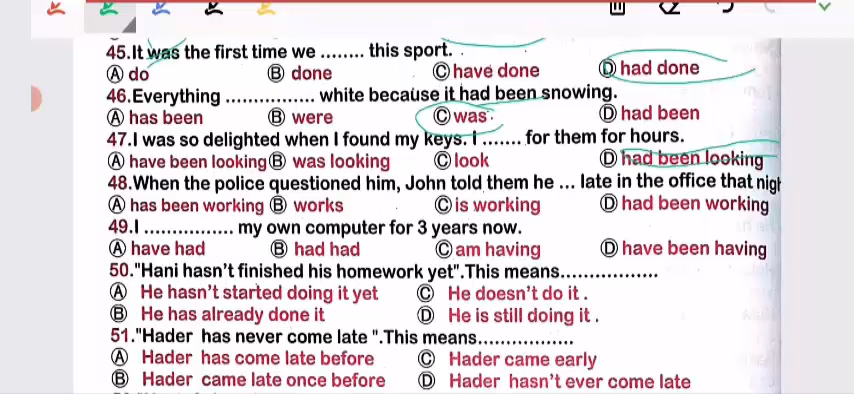 45.It was the first time we ........ this sport.
Ⓐ do Ⓑ done Ⓒ have done Ⓓ had done
46.Everything ................ white because it had been snowing.
Ⓐ has been Ⓑ were Ⓒ was Ⓓ had been
47.I was so delighted when I found my keys. I ....... for them for hours.
Ⓐ have been looking Ⓑ was looking Ⓒ look Ⓓ had been looking
48.When the police questioned him, John told them he ... late in the office that
Ⓐ has been working Ⓑ works Ⓒ is working Ⓓ had been working
49.I ................ my own computer for 3 years now.
Ⓐ have had Ⓑ had had Ⓒ am having Ⓓ have been having
50."Hani hasn't finished his homework yet".This means.................
Ⓐ He hasn't started doing it yet Ⓒ He doesn't do it .
Ⓑ He has already done it Ⓓ He is still doing it .
51."Hader has never come late ".This means.................
Ⓐ Hader has come late before Ⓒ Hader came early
Ⓑ Hader came late once before Ⓓ Hader hasn't ever come late